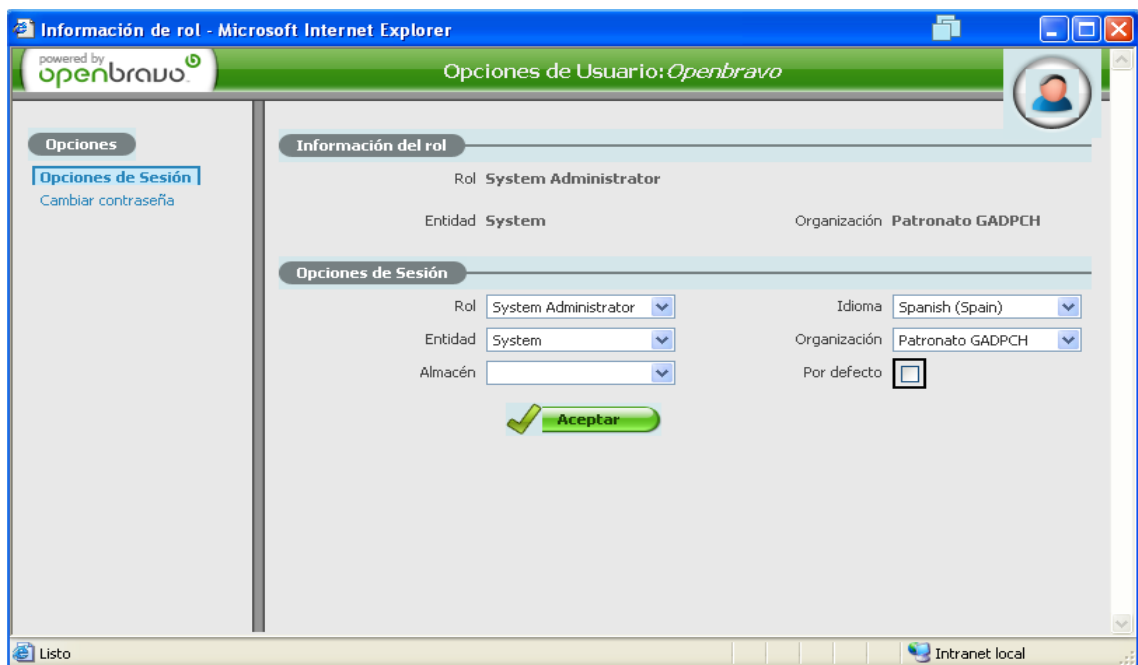 Información de rol - Microsoft Internet Explorer
powered by
openbravo
Opciones de Usuario: Openbravo
Opciones
Opciones de Sesión
Cambiar contraseña
Información del rol
Rol System Administrator
Entidad System Organización Patronato GADPCH
Opciones de Sesión
Rol System Administrator Idioma Spanish (Spain)
Entidad System Organización Patronato GADPCH
Almacén Por defecto
Aceptar
Listo Intranet local